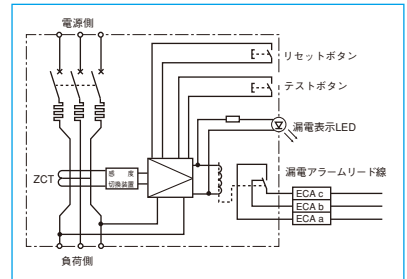 電源側
リセットボタン
テストボタン
漏電表示LED
ZCT
感 度
切換装置
漏電アラームリード線
ECA c
ECA b
ECA a
負荷側